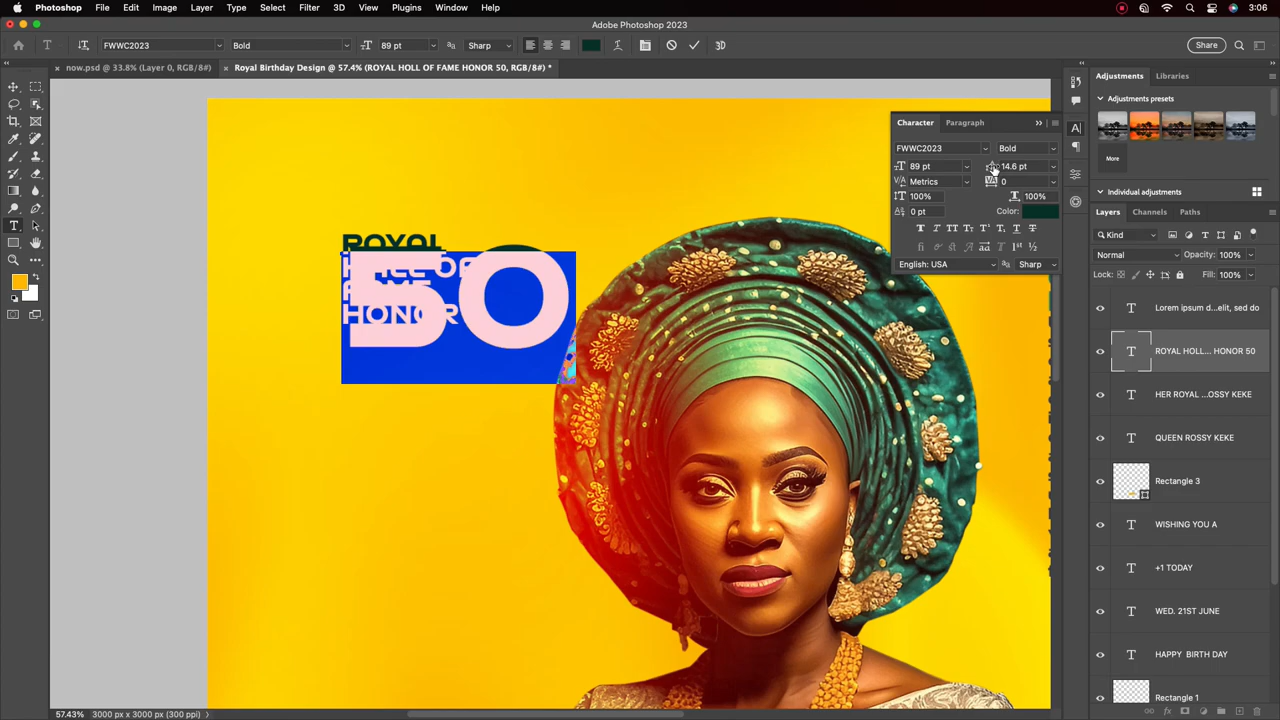 Photoshop File Edit Image Layer Type Select Filter 3D View Plugins Window Help 3:06
Adobe Photoshop 2023
FWWC2023 Bold 89 pt Sharp Share
now.psd @ 33.8% (Layer 0, RGB/8#) Royal Birthday Design @ 57.4% (ROYAL HOLL OF FAME HONOR 50, RGB/8#) *
Adjustments Libraries
Adjustments presets
More
Individual adjustments
Character Paragraph
FWWC2023 Bold
89 pt 14.6 pt
Metrics 0
100% 100%
0 pt Color:
English: USA Sharp
Layers Channels Paths
Kind
Normal Opacity: 100%
Lock: Fill: 100%
Lorem ipsum d...elit, sed do
ROYAL HOLL... HONOR 50
HER ROYAL ...OSSY KEKE
QUEEN ROSSY KEKE
Rectangle 3
WISHING YOU A
+1 TODAY
WED. 21ST JUNE
HAPPY  BIRTH DAY
Rectangle 1
ROYAL
OF
HONOR
50
57.43% 3000 px x 3000 px (300 ppi)